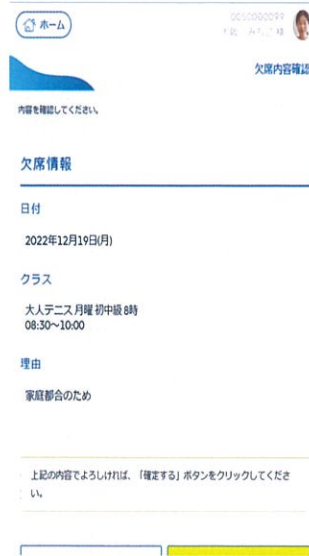 ホーム
欠席内容確認
内容を確認してください。
欠席情報
日付
2022年12月19日(月)
クラス
大人テニス 月曜 初中級 8時
08:30～10:00
理由
家庭都合のため
上記の内容でよろしければ、「確定する」ボタンをクリックしてくださ
い。